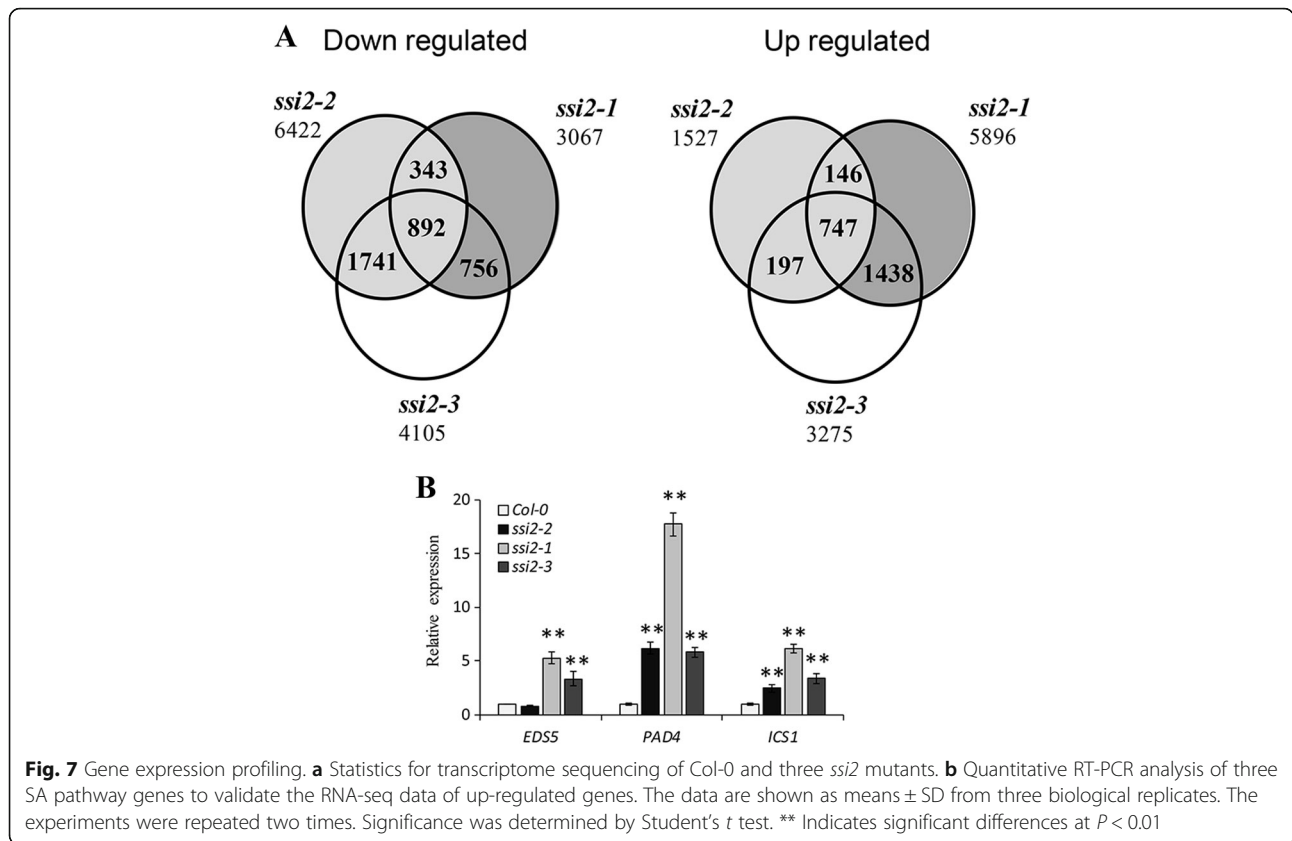 A Down regulated Up regulated
ssi2-2
6422
ssi2-1
3067
343
892
1741
756
ssi2-3
4105
ssi2-2
1527
ssi2-1
5896
146
747
197
1438
ssi2-3
3275
B
Relative expression
20
15
10
5
0
Col-0
ssi2-2
ssi2-1
ssi2-3
** **
** ** **
** ** **
EDS5 PAD4 ICS1
Fig. 7 Gene expression profiling. a Statistics for transcriptome sequencing of Col-0 and three ssi2 mutants. b Quantitative RT-PCR analysis of three
SA pathway genes to validate the RNA-seq data of up-regulated genes. The data are shown as means ± SD from three biological replicates. The
experiments were repeated two times. Significance was determined by Student's t test. ** Indicates significant differences at P < 0.01